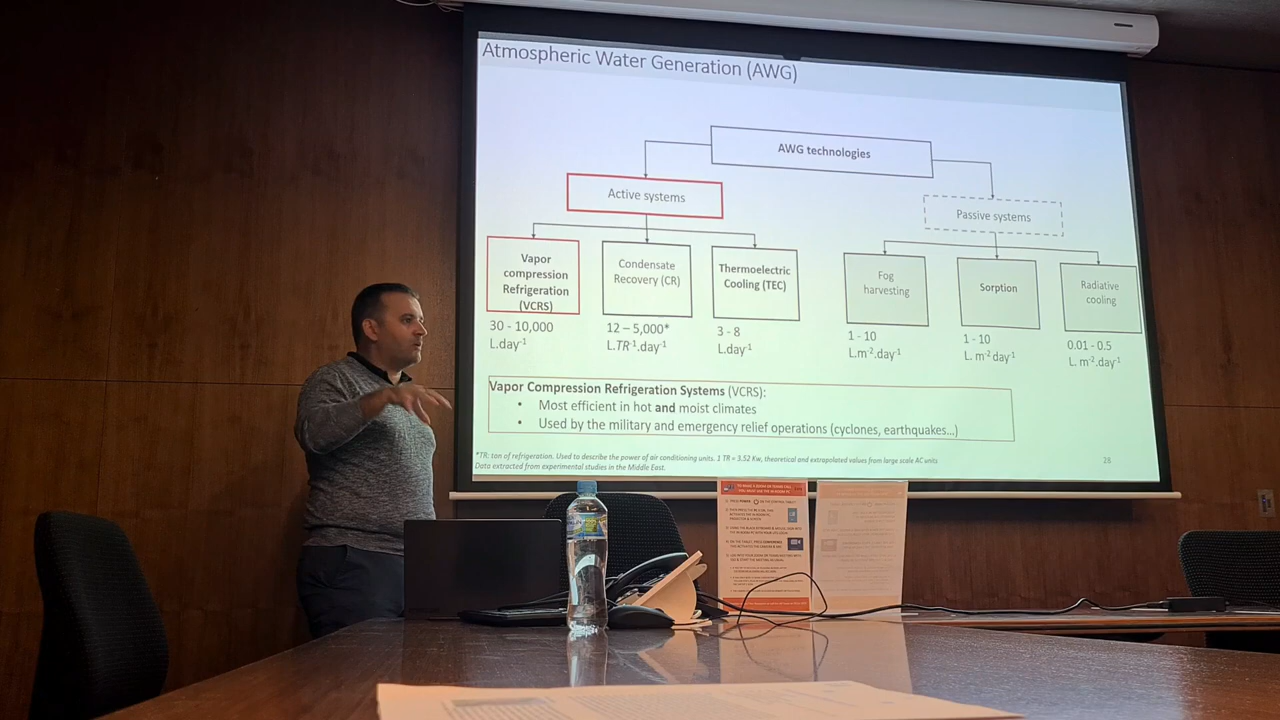 Atmospheric Water Generation (AWG)
AWG technologies
Active systems
Passive systems
Vapor
compression
Refrigeration
(VCRS)
30 - 10,000
L.day-1
Condensate
Recovery (CR)
12 – 5,000*
L.TR-1.day-1
Thermoelectric
Cooling (TEC)
3 - 8
L.day-1
Fog
harvesting
1 - 10
L.m-2.day-1
Sorption
1 - 10
L. m-2 day-1
Radiative
cooling
0.01 - 0.5
L. m-2.day-1
Vapor Compression Refrigeration Systems (VCRS):
• Most efficient in hot and moist climates
• Used by the military and emergency relief operations (cyclones, earthquakes…)
*TR: ton of refrigeration. Used to describe the power of air conditioning units. 1 TR = 3.52 Kw, theoretical and extrapolated values from large scale AC units
Data extracted from experimental studies in the Middle East.
28
TO MAKE A ZOOM OR TEAMS CALL